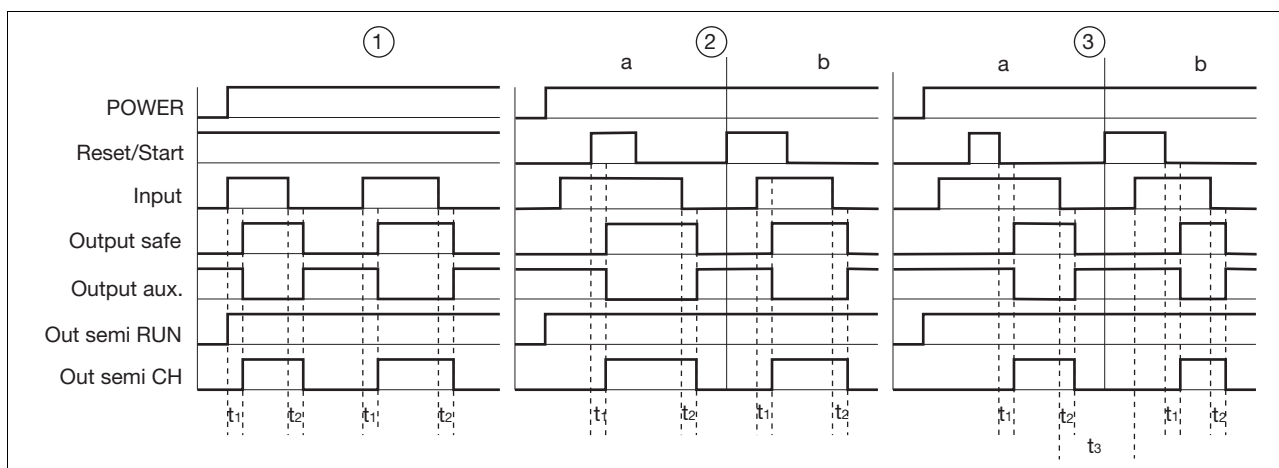 ① ② ③
a b a b
POWER
Reset/Start
Input
Output safe
Output aux.
Out semi RUN
Out semi CH
t₁ t₂ t₁ t₂ t₁ t₂ t₁ t₂ t₁ t₂ t₁ t₂
t₃